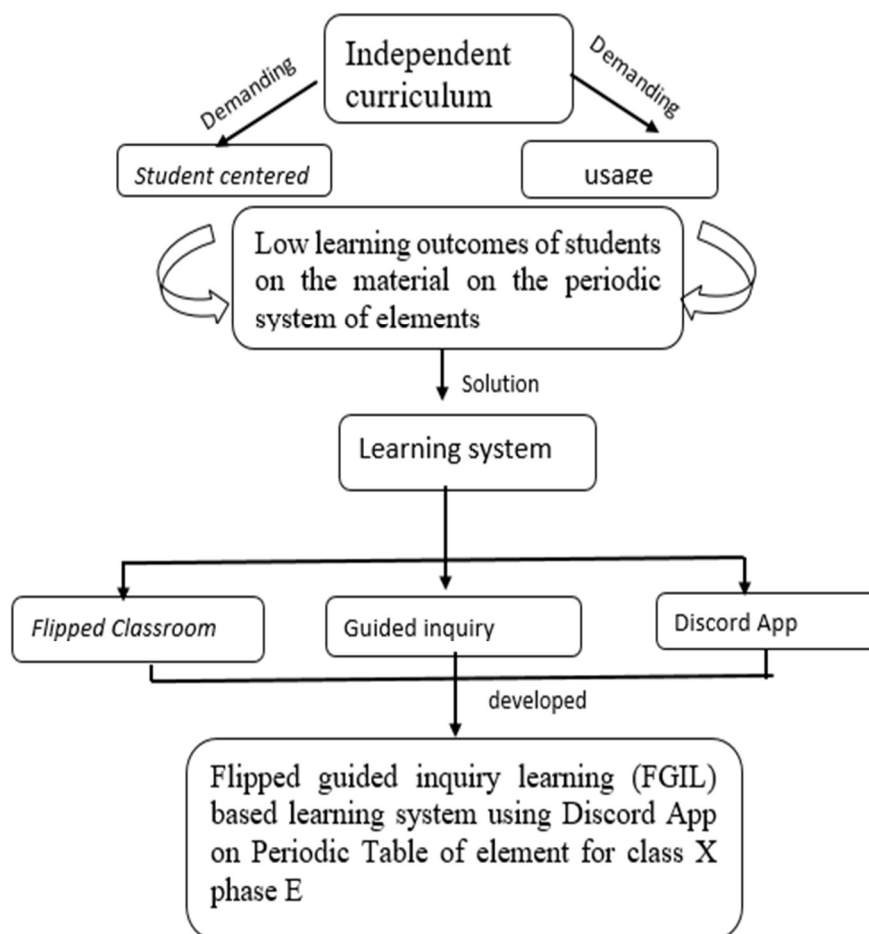 Independent
curriculum
Demanding
Demanding
Student centered
usage
Low learning outcomes of students
on the material on the periodic
system of elements
Solution
Learning system
Flipped Classroom
Guided inquiry
Discord App
developed
Flipped guided inquiry learning (FGIL)
based learning system using Discord App
on Periodic Table of element for class X
phase E